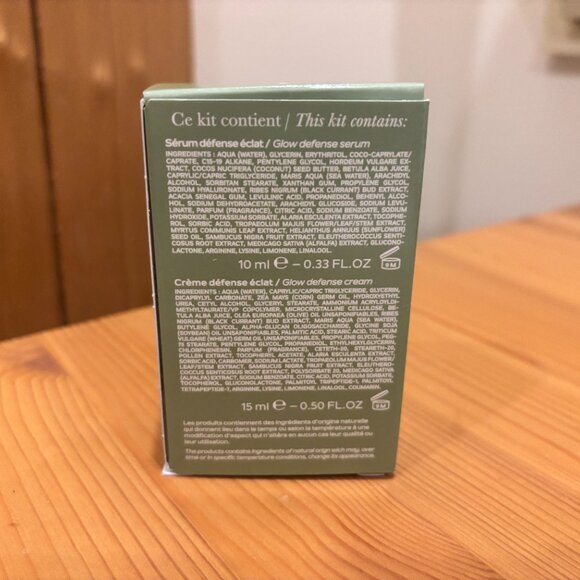 Ce kit contient / This kit contains:
Sérum défense éclat / Glow defense serum
INGREDIENTS : AQUA (WATER), GLYCERIN, ERYTHRITOL, COCO-CAPRYLATE/
CAPRATE, C15-19 ALKANE, PENTYLENE GLYCOL, HORDEUM VULGARE EX-
TRACT, COCOS NUCIFERA (COCONUT) SEED BUTTER, BETULA ALBA JUICE,
CAPRYLIC/CAPRIC TRIGLYCERIDE, MARIS AQUA (SEA WATER), ARACHIDYL
ALCOHOL, SORBITAN STEARATE, XANTHAN GUM, PROPYLENE GLYCOL,
SODIUM HYALURONATE, RIBES NIGRUM (BLACK CURRANT) BUD EXTRACT,
ACACIA SENEGAL GUM, LEVULINIC ACID, PROPANEDIOL, BEHENYL ALCO-
HOL, SODIUM DEHYDROACETATE, ARACHIDYL GLUCOSIDE, SODIUM LEVU-
LINATE, PARFUM (FRAGRANCE), CITRIC ACID, SODIUM BENZOATE, SODIUM
HYDROXIDE, POTASSIUM SORBATE, ALARIA ESCULENTA EXTRACT, TOCOPHE-
ROL, SORBIC ACID, TROPAEOLUM MAJUS FLOWER/LEAF/STEM EXTRACT,
MYRTUS COMMUNIS LEAF EXTRACT, HELIANTHUS ANNUUS (SUNFLOWER)
SEED OIL, SAMBUCUS NIGRA FRUIT EXTRACT, ELEUTHEROCOCCUS SENTI-
COSUS ROOT EXTRACT, MEDICAGO SATIVA (ALFALFA) EXTRACT, GLUCONO-
LACTONE, ARGININE, LYSINE, LIMONENE, LINALOOL.
10 ml ℮ – 0.33 FL.OZ 9 M
Crème défense éclat / Glow defense cream
INGREDIENTS : AQUA (WATER), CAPRYLIC/CAPRIC TRIGLYCERIDE, GLYCERIN,
DICAPRYLYL CARBONATE, ZEA MAYS (CORN) GERM OIL, HYDROXYETHYL
UREA, CETYL ALCOHOL, GLYCERYL STEARATE, AMMONIUM ACRYLOYLDI-
METHYLTAURATE/VP COPOLYMER, MICROCRYSTALLINE CELLULOSE, BE-
TULA ALBA JUICE, OLEA EUROPAEA (OLIVE) OIL UNSAPONIFIABLES, RIBES
NIGRUM (BLACK CURRANT) BUD EXTRACT, MARIS AQUA (SEA WATER),
BUTYLENE GLYCOL, ALPHA-GLUCAN OLIGOSACCHARIDE, GLYCINE SOJA
(SOYBEAN) OIL UNSAPONIFIABLES, PALMITIC ACID, STEARIC ACID, TRITICUM
VULGARE (WHEAT) GERM OIL UNSAPONIFIABLES, PROPYLENE GLYCOL, PES-
TEARATE, PENTYLENE GLYCOL, PROPANEDIOL, ETHYLHEXYLGLYCERIN,
CHLORPHENESIN, PARFUM (FRAGRANCE), CETETH-20, STEARETH-20,
POLLEN EXTRACT, TOCOPHERYL ACETATE, ALARIA ESCULENTA EXTRACT,
SORBIC ACID, CARBOMER, SODIUM LACTATE, TROPAEOLUM MAJUS FLOWER/
LEAF/STEM EXTRACT, SAMBUCUS NIGRA FRUIT EXTRACT, ELEUTHERO-
COCCUS SENTICOSUS ROOT EXTRACT, POLYSORBATE 20, MEDICAGO SATIVA
(ALFALFA) EXTRACT, SODIUM BENZOATE, CITRIC ACID, POTASSIUM SORBATE,
TOCOPHEROL, GLUCONOLACTONE, PALMITOYL TRIPEPTIDE-1, PALMITOYL
TETRAPEPTIDE-7, ARGININE, LYSINE, LIMONENE, LINALOOL, COUMARIN.
15 ml ℮ – 0.50 FL.OZ 9 M
Les produits contiennent des ingrédients d'origine naturelle
qui donnent lieu dans le temps ou selon la température à une
modification d'aspect qui n'altéra en aucun cas leur qualité ou
leur utilisation.
The products contains ingredients of natural origin wich may, over
time or in specific temperature conditions, change its appearance.